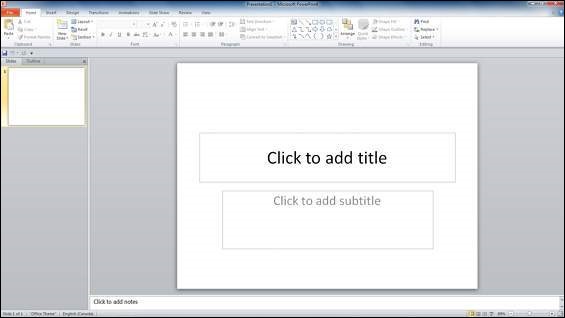 Presentation1 - Microsoft PowerPoint
File Home Insert Design Transitions Animations Slide Show Review View
Cut
Copy
Format Painter
Paste
Clipboard
New Slide
Layout
Reset
Section
Slides
Font
Text Direction
Align Text
Convert to SmartArt
Paragraph
Arrange
Quick Styles
Shape Fill
Shape Outline
Shape Effects
Drawing
Find
Replace
Select
Editing
Slides Outline
1
Click to add title
Click to add subtitle
Click to add notes
Slide 1 of 1 "Office Theme" English (Canada)